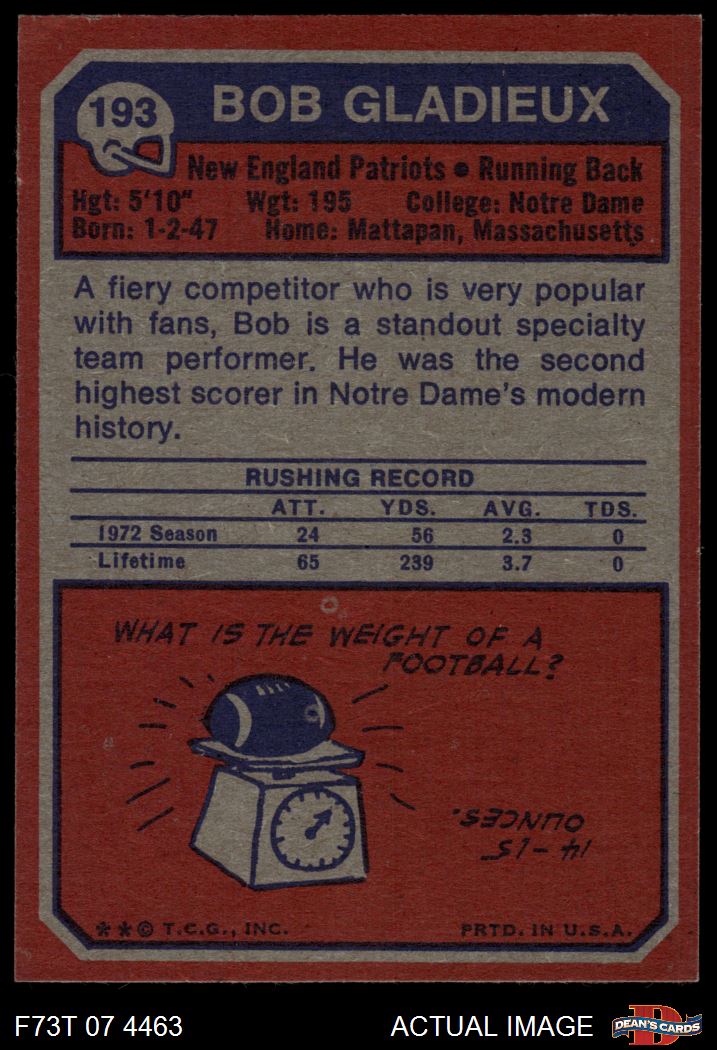 193
BOB GLADIEUX
New England Patriots ● Running Back
Hgt: 5'10" Wgt: 195 College: Notre Dame
Born: 1-2-47 Home: Mattapan, Massachusetts
A fiery competitor who is very popular
with fans, Bob is a standout specialty
team performer. He was the second
highest scorer in Notre Dame's modern
history.
RUSHING RECORD
ATT. YDS. AVG. TDS.
1972 Season 24 56 2.3 0
Lifetime 65 239 3.7 0
WHAT IS THE WEIGHT OF A
FOOTBALL?
14-15
OUNCES.
**© T.C.G., INC. PRTD. IN U.S.A.
F73T 07 4463 ACTUAL IMAGE
D
DEAN'S CARDS